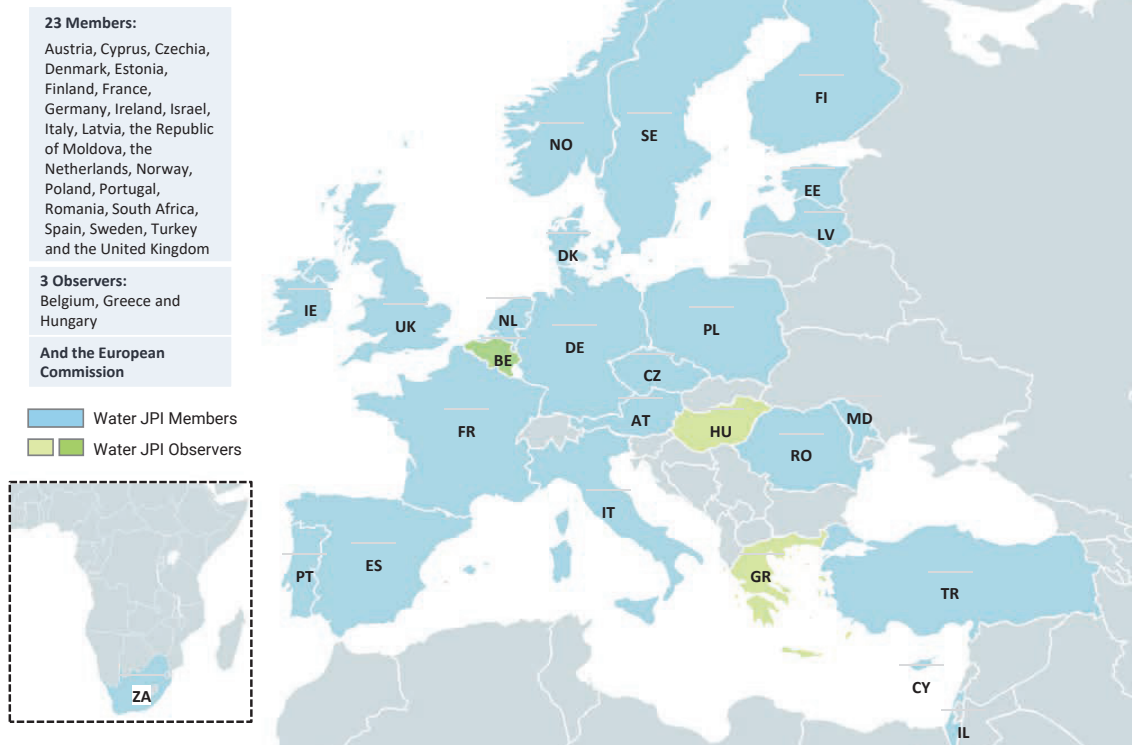 23 Members:
Austria, Cyprus, Czechia,
Denmark, Estonia,
Finland, France,
Germany, Ireland, Israel,
Italy, Latvia, the Republic
of Moldova, the
Netherlands, Norway,
Poland, Portugal,
Romania, South Africa,
Spain, Sweden, Turkey
and the United Kingdom
3 Observers:
Belgium, Greece and
Hungary
And the European
Commission
Water JPI Members
Water JPI Observers
FI
NO
SE
EE
LV
DK
IE
UK
NL
PL
DE
BE
CZ
AT
MD
FR
HU
RO
IT
ES
PT
GR
TR
CY
ZA
IL